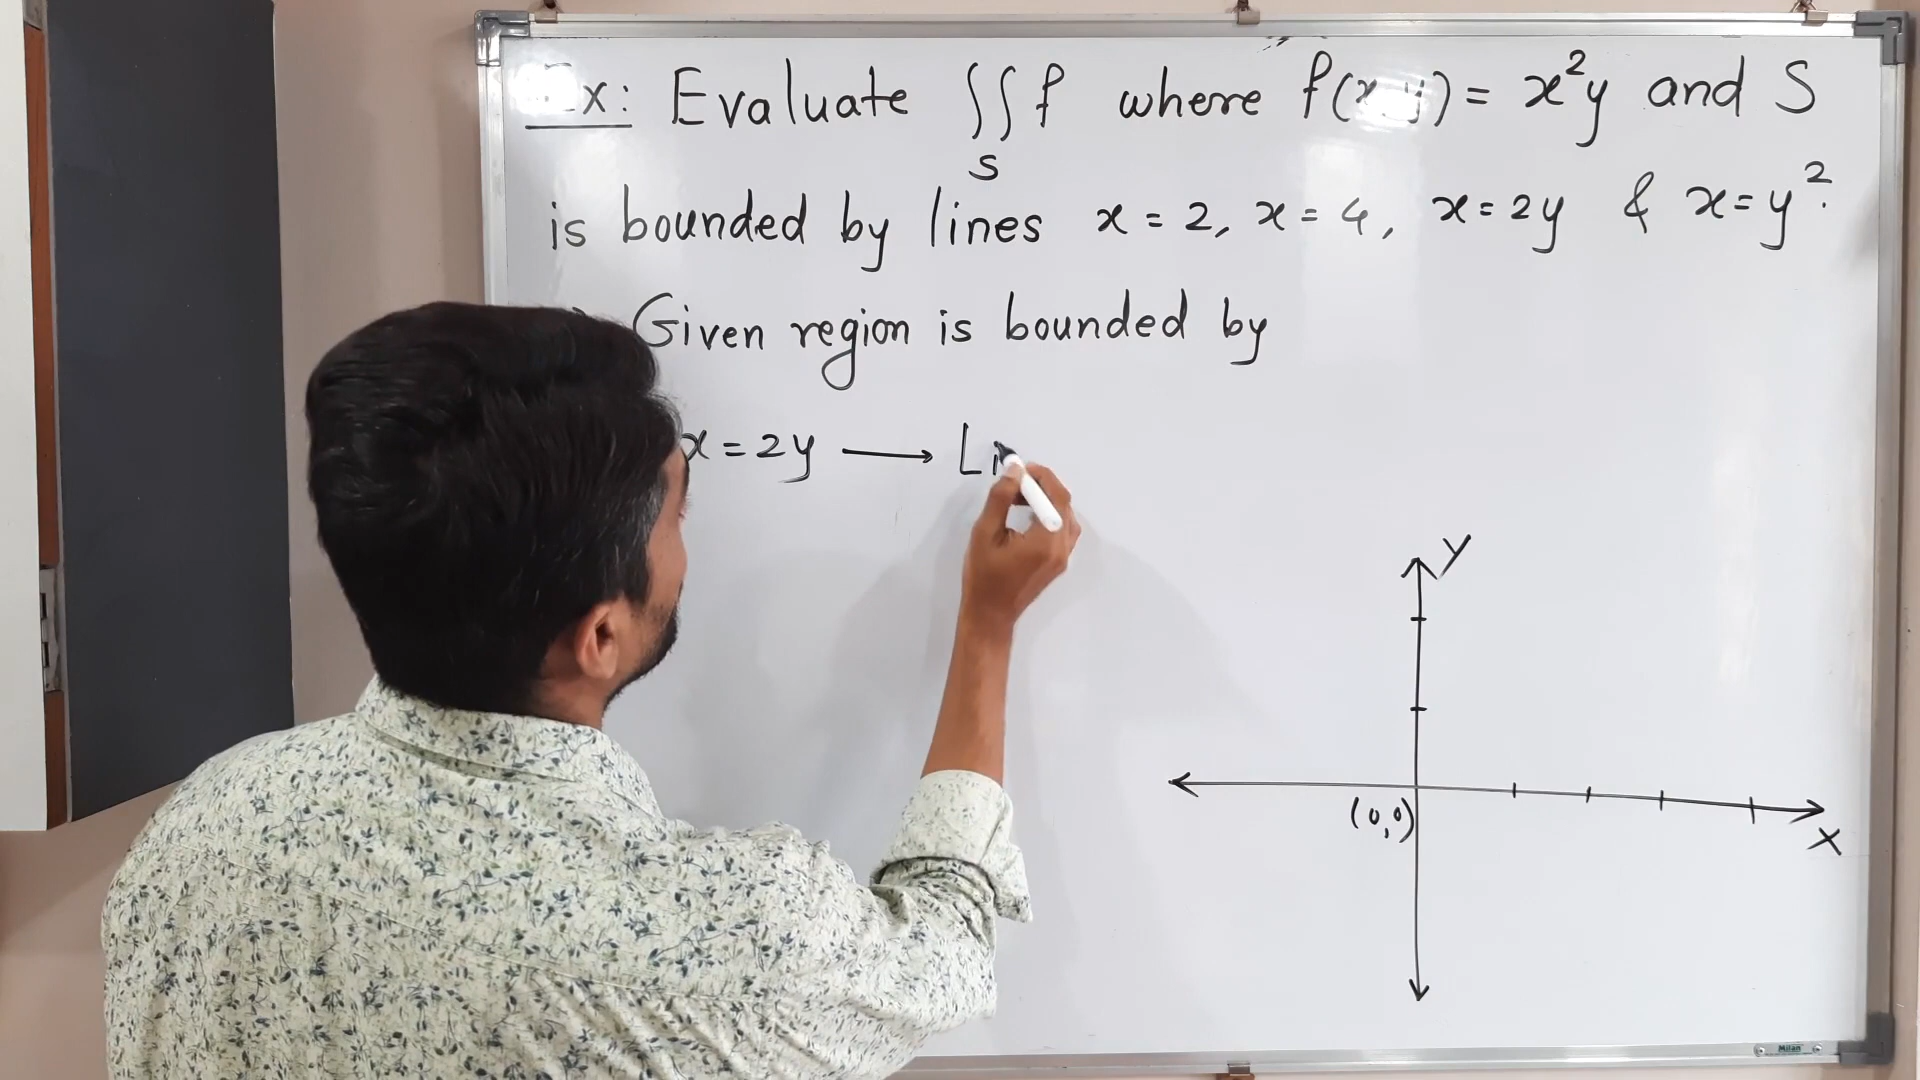 Ex: Evaluate ∫∫ f where f(x,y) = x²y and S
S
is bounded by lines x = 2, x = 4, x = 2y & x = y².
Given region is bounded by
x = 2y → Li
Y
(0,0)
X
Milan